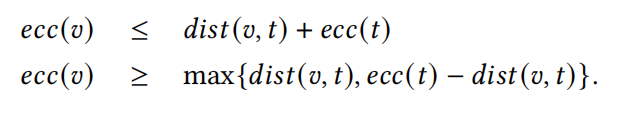 ecc(v) ≤ dist(v, t) + ecc(t)
ecc(v) ≥ max{dist(v, t), ecc(t) − dist(v, t)}.